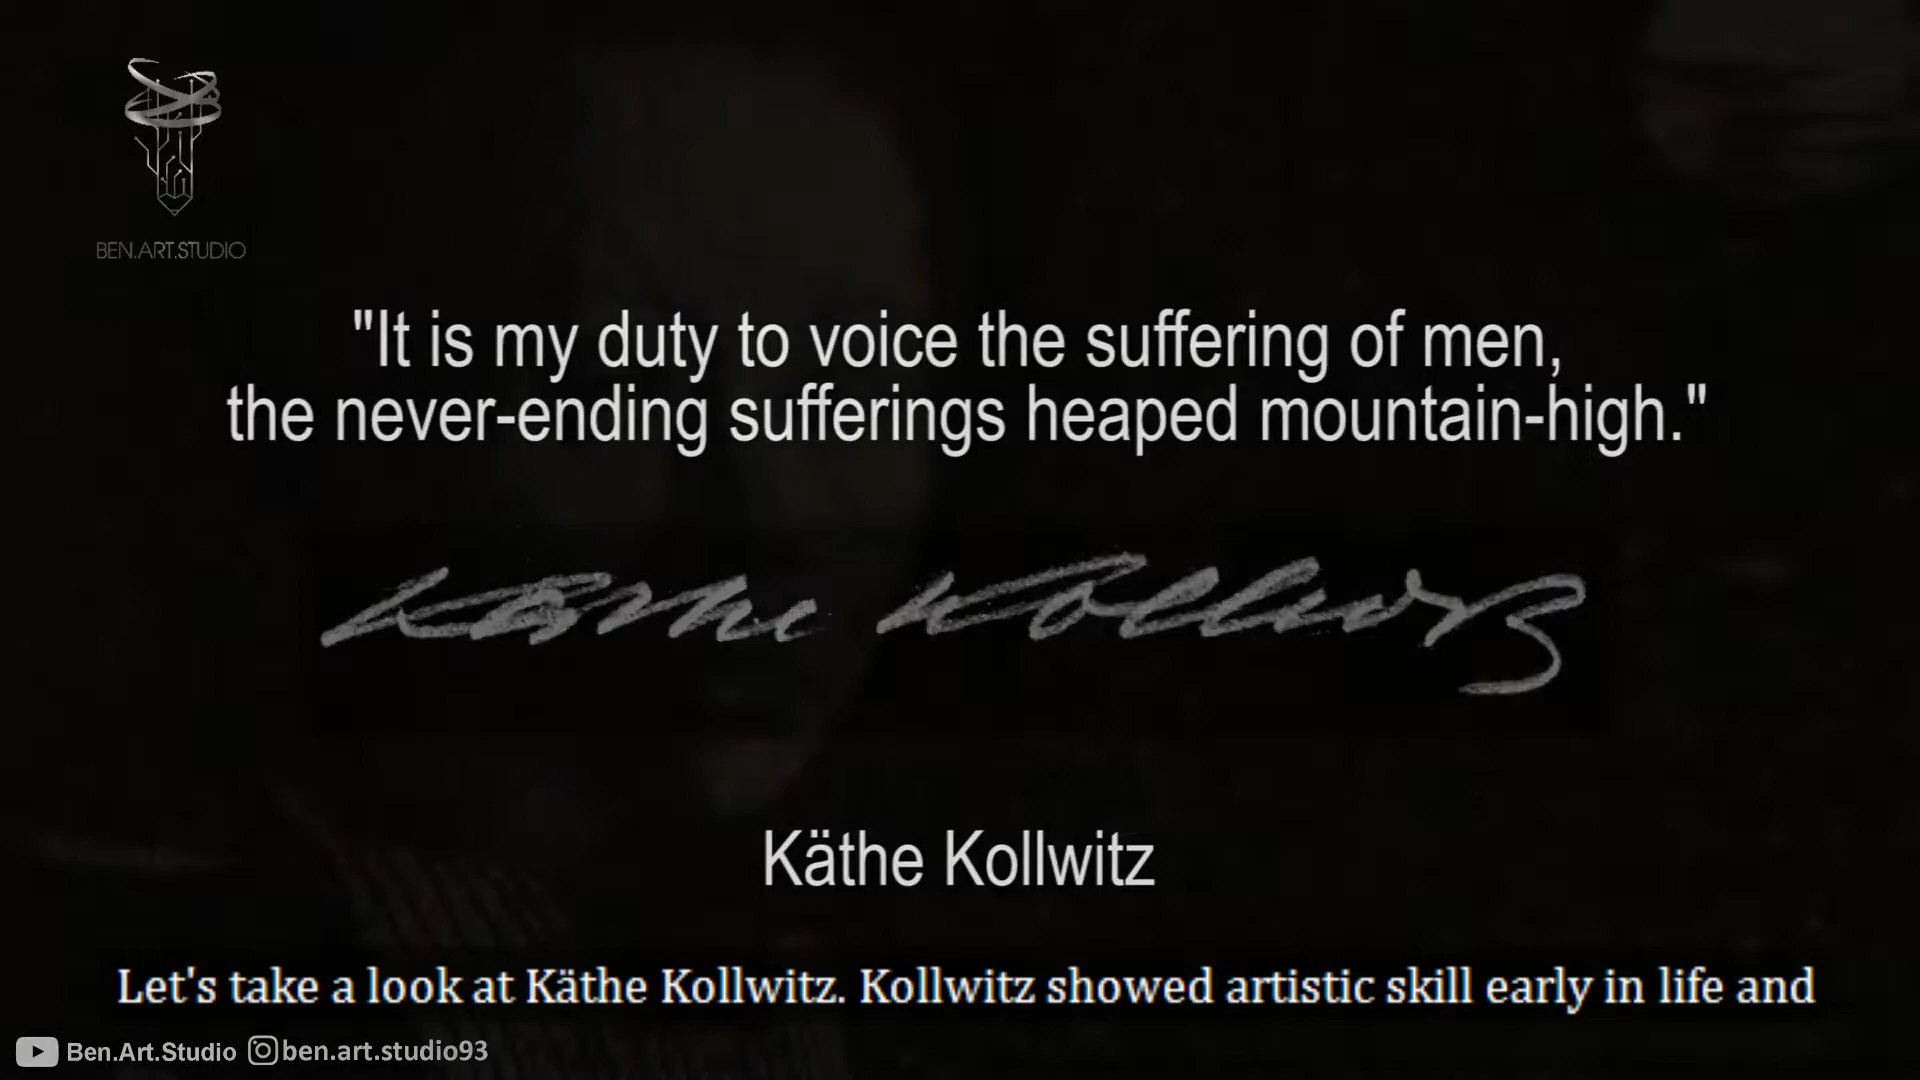 BEN.ART.STUDIO
"It is my duty to voice the suffering of men,
the never-ending sufferings heaped mountain-high."
Käthe Kollwitz
Käthe Kollwitz
Let's take a look at Käthe Kollwitz. Kollwitz showed artistic skill early in life and
Ben.Art.Studio ben.art.studio93